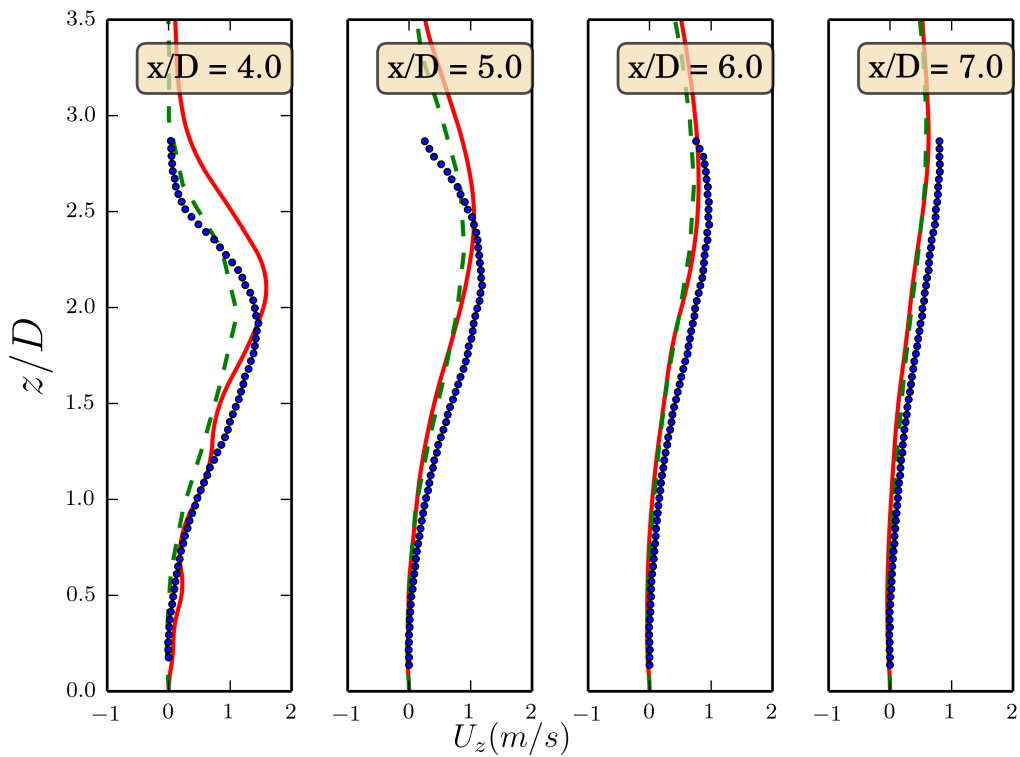 x/D = 4.0
x/D = 5.0
x/D = 6.0
x/D = 7.0
3.5
3.0
2.5
2.0
1.5
1.0
0.5
0.0
z/D
−1 0 1 2
−1 0 1 2
−1 0 1 2
−1 0 1 2
U_z(m/s)